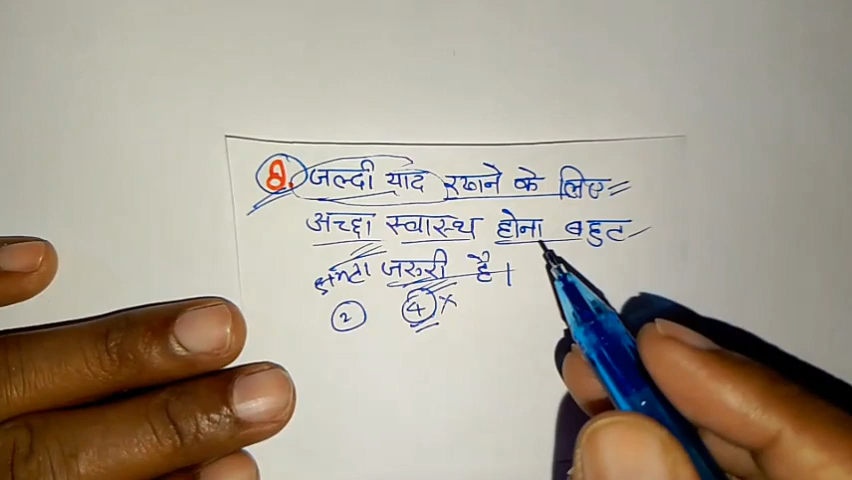 8. जल्दी याद रखने के लिए
अच्छा स्वास्थ होना बहुट
जरुरी है।
2 4 ×